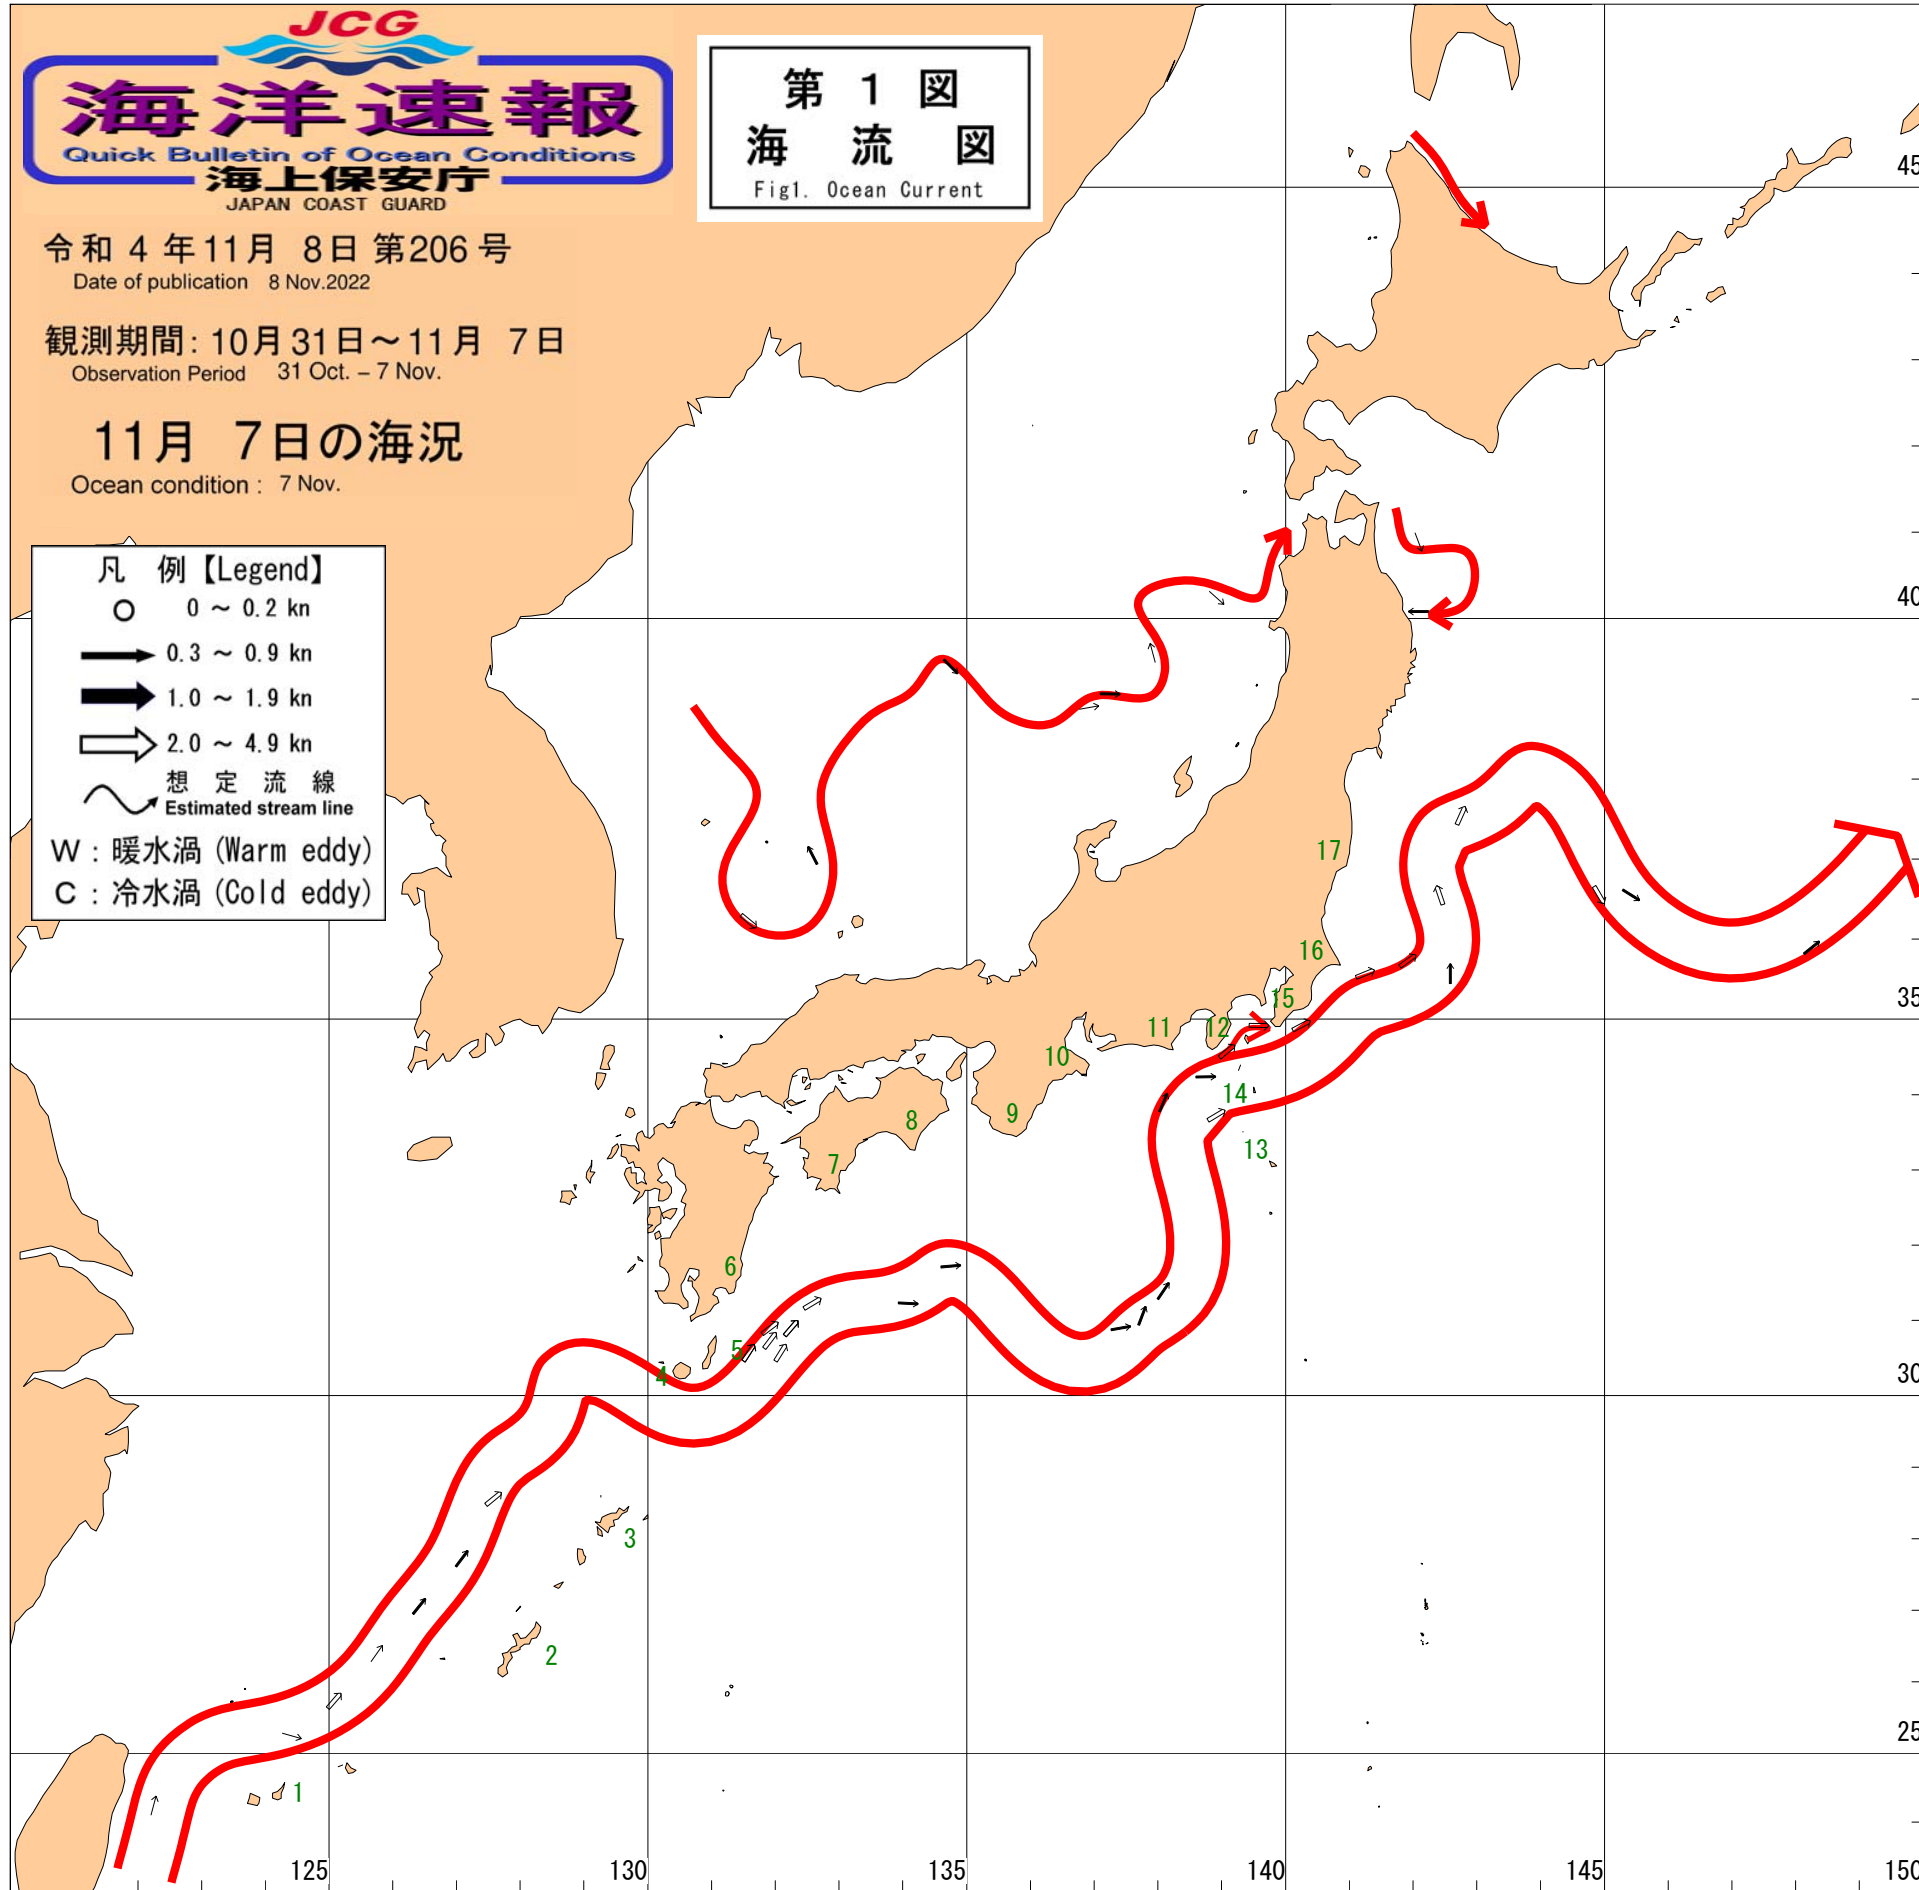 JCG
海洋速報
Quick Bulletin of Ocean Conditions
海上保安庁
JAPAN COAST GUARD
第 1 図
海 流 図
Fig1. Ocean Current
令和 4 年 11月 8日 第206 号
Date of publication 8 Nov.2022
観測期間: 10月31日～11月 7日
Observation Period 31 Oct. – 7 Nov.
11月 7日の海況
Ocean condition : 7 Nov.
凡 例【Legend】
0 ～ 0.2 kn
0.3 ～ 0.9 kn
1.0 ～ 1.9 kn
2.0 ～ 4.9 kn
想 定 流 線
Estimated stream line
W : 暖水渦 (Warm eddy)
C : 冷水渦 (Cold eddy)
45
40
17
16
15
35
12
11
10
14
9
8
13
7
6
5
4
30
3
2
25
1
125
130
135
140
145
150